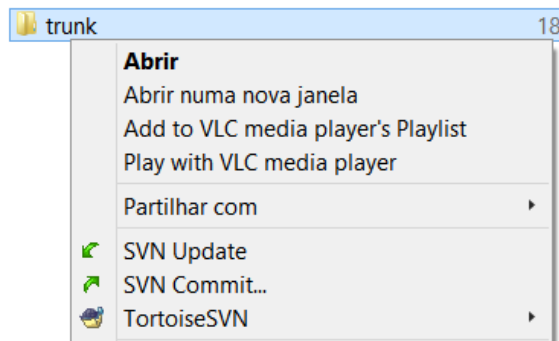 trunk 18
Abrir
Abrir numa nova janela
Add to VLC media player's Playlist
Play with VLC media player
Partilhar com
SVN Update
SVN Commit...
TortoiseSVN